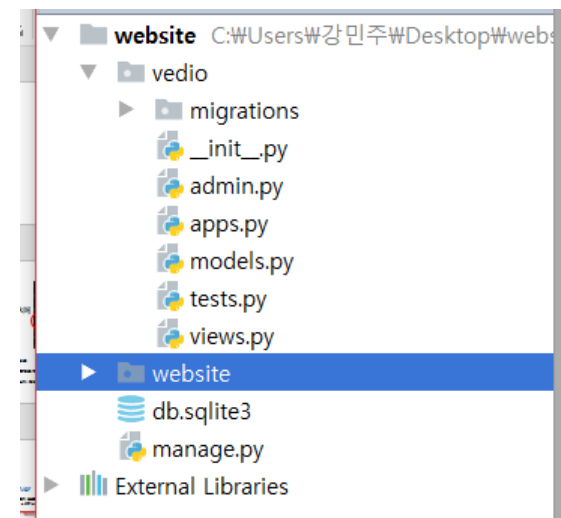 website C:₩Users₩강민주₩Desktop₩webs
vedio
migrations
__init__.py
admin.py
apps.py
models.py
tests.py
views.py
website
db.sqlite3
manage.py
External Libraries